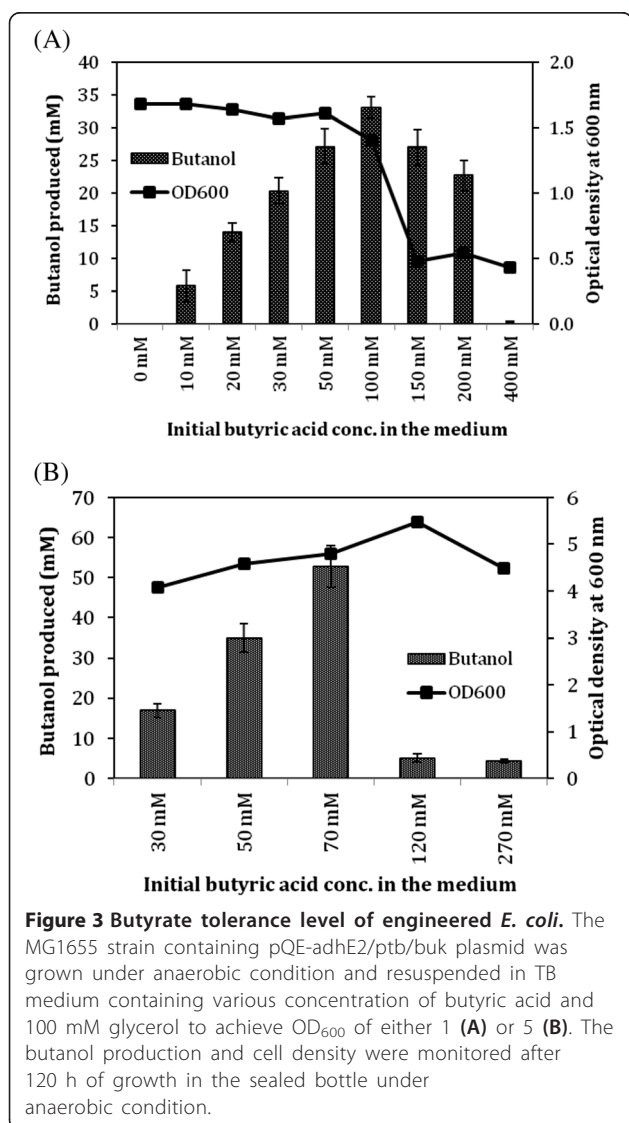 (A)
40
35
30
25
20
15
10
5
0
Butanol produced (mM)
Butanol
OD600
2.0
1.5
1.0
0.5
0.0
Optical density at 600 nm
0 mM
10 mM
20 mM
30 mM
50 mM
100 mM
150 mM
200 mM
400 mM
Initial butyric acid conc. in the medium
(B)
70
60
50
40
30
20
10
0
Butanol produced (mM)
Butanol
OD600
6
5
4
3
2
1
0
Optical density at 600 nm
30 mM
50 mM
70 mM
120 mM
270 mM
Initial butyric acid conc. in the medium
Figure 3 Butyrate tolerance level of engineered E. coli. The
MG1655 strain containing pQE-adhE2/ptb/buk plasmid was
grown under anaerobic condition and resuspended in TB
medium containing various concentration of butyric acid and
100 mM glycerol to achieve OD600 of either 1 (A) or 5 (B). The
butanol production and cell density were monitored after
120 h of growth in the sealed bottle under
anaerobic condition.